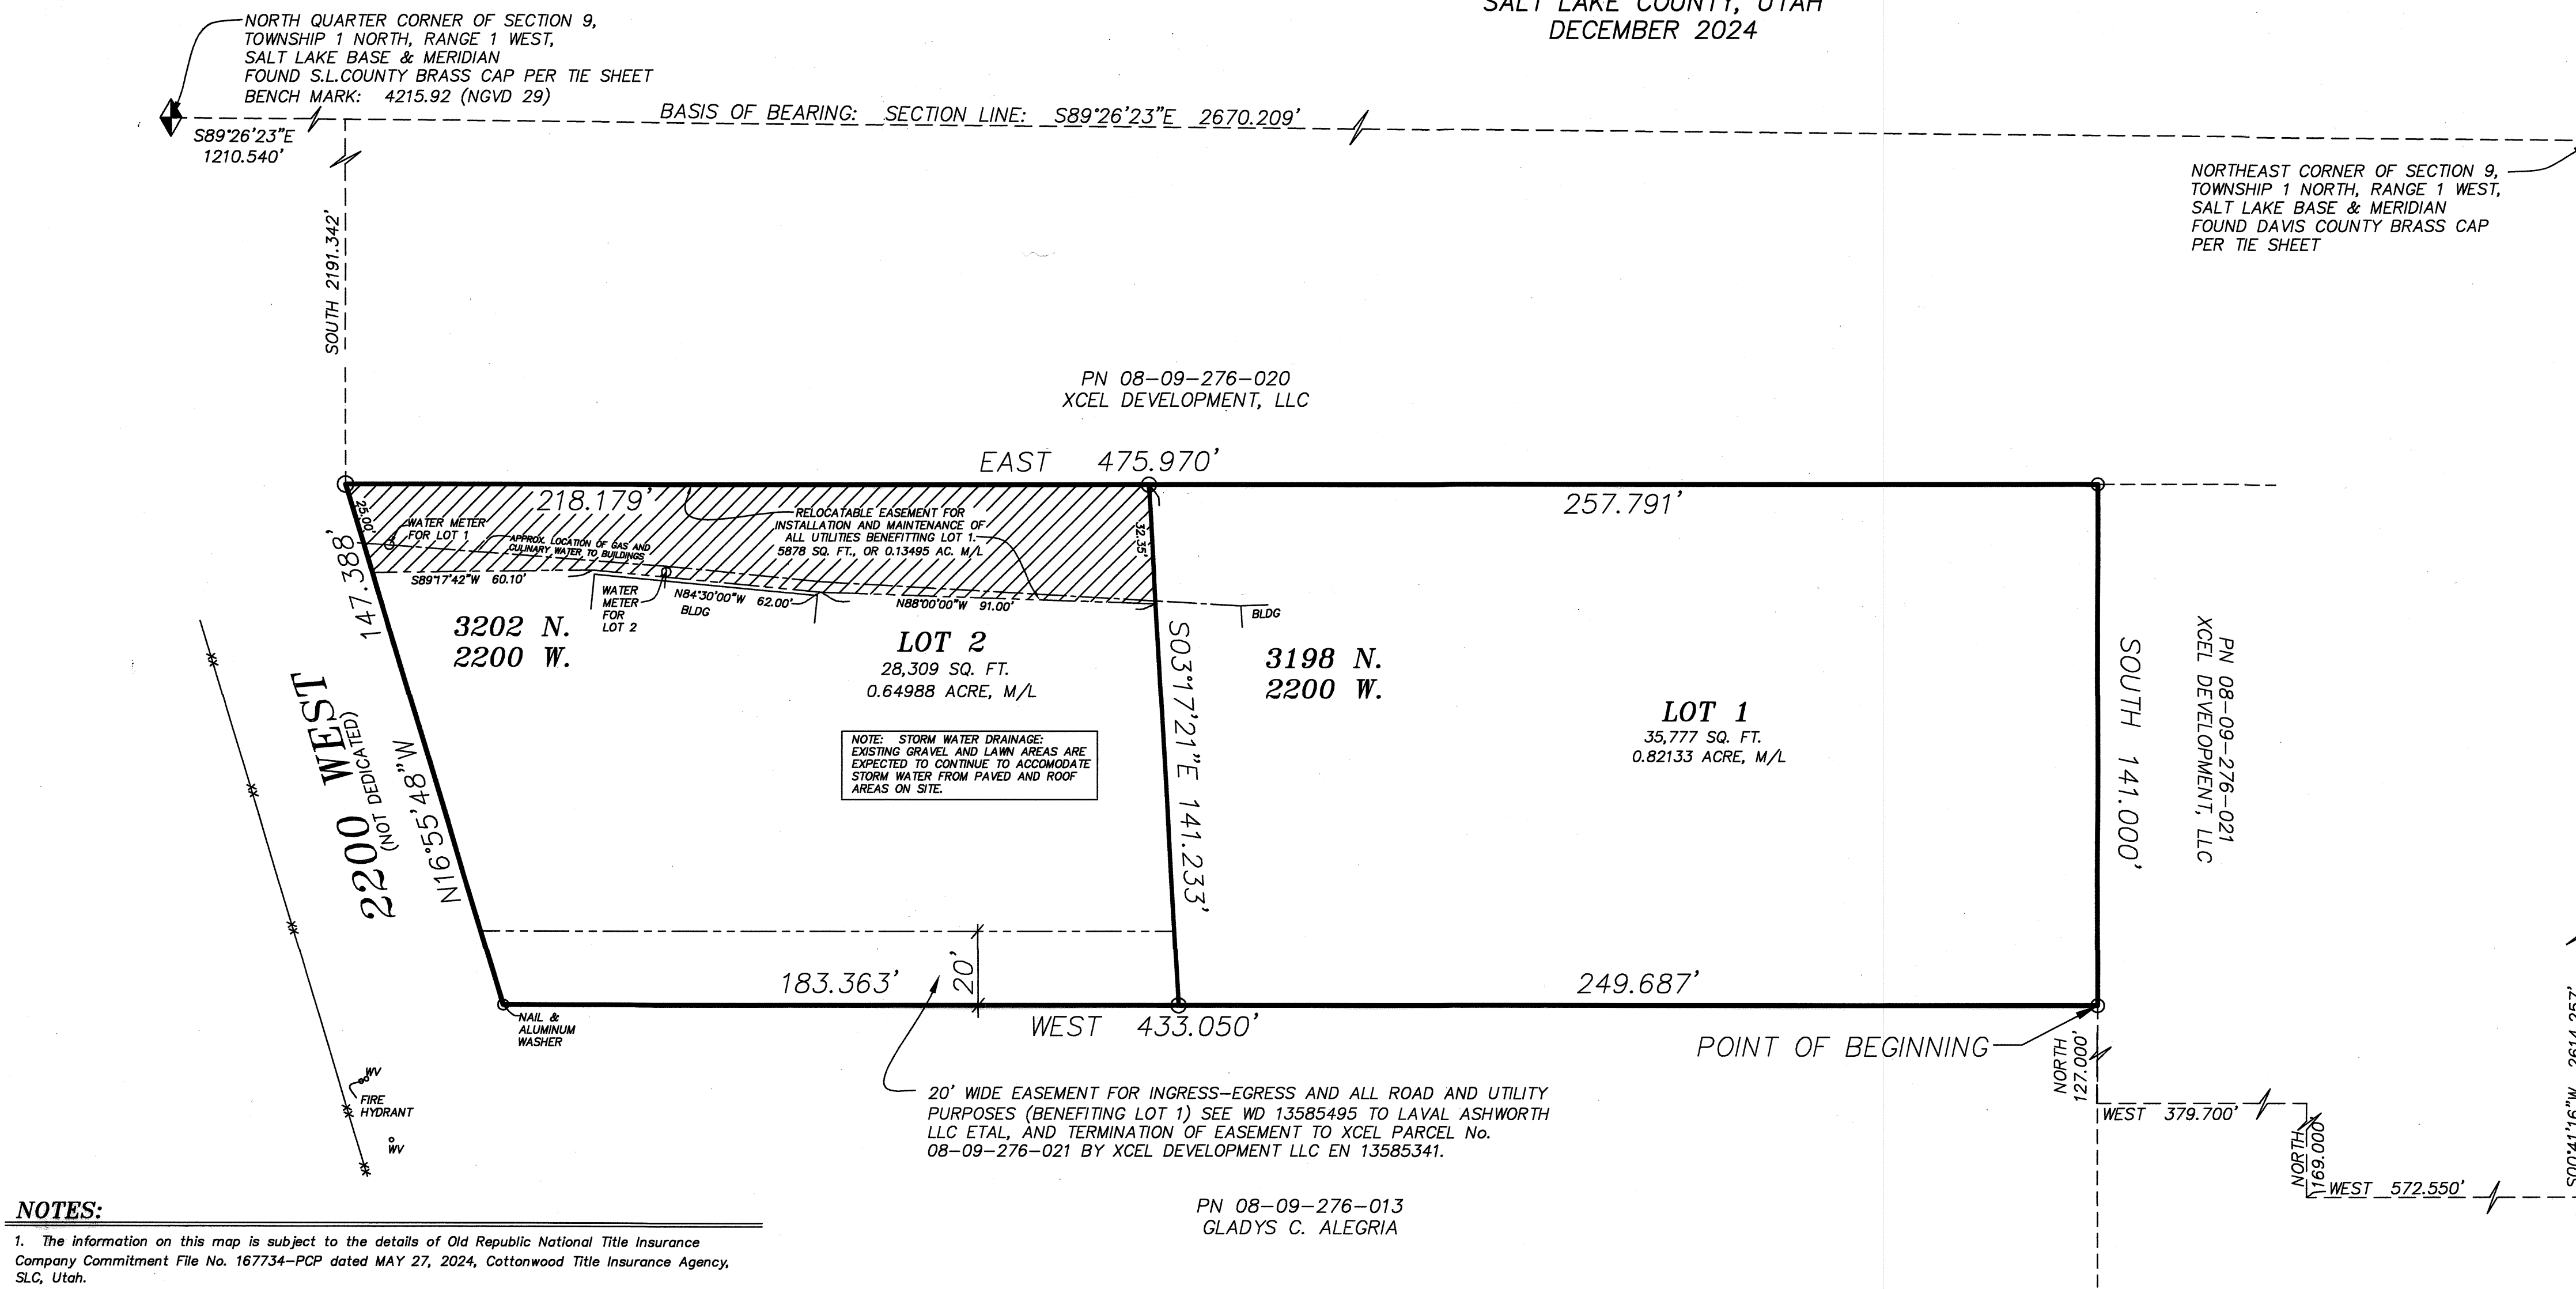 SALT LAKE COUNTY, UTAH
DECEMBER 2024
NORTH QUARTER CORNER OF SECTION 9,
TOWNSHIP 1 NORTH, RANGE 1 WEST,
SALT LAKE BASE & MERIDIAN
FOUND S.L.COUNTY BRASS CAP PER TIE SHEET
BENCH MARK: 4215.92 (NGVD 29)
BASIS OF BEARING: SECTION LINE: S89°26'23"E 2670.209'
S89°26'23"E
1210.540'
NORTHEAST CORNER OF SECTION 9,
TOWNSHIP 1 NORTH, RANGE 1 WEST,
SALT LAKE BASE & MERIDIAN
FOUND DAVIS COUNTY BRASS CAP
PER TIE SHEET
SOUTH 2191.342'
PN 08-09-276-020
XCEL DEVELOPMENT, LLC
EAST 475.970'
218.179'
257.791'
25.00'
WATER METER
FOR LOT 1
APPROX. LOCATION OF GAS AND
CULINARY WATER TO BUILDINGS
RELOCATABLE EASEMENT FOR
INSTALLATION AND MAINTENANCE OF
ALL UTILITIES BENEFITTING LOT 1.
5878 SQ. FT., OR 0.13495 AC. M/L
32.35'
S89°17'42"W 60.10'
WATER
METER
FOR
LOT 2
N84°30'00"W 62.00'
BLDG
N88°00'00"W 91.00'
BLDG
147.388'
N16°55'48"W
3202 N.
2200 W.
LOT 2
28,309 SQ. FT.
0.64988 ACRE, M/L
NOTE: STORM WATER DRAINAGE:
EXISTING GRAVEL AND LAWN AREAS ARE
EXPECTED TO CONTINUE TO ACCOMODATE
STORM WATER FROM PAVED AND ROOF
AREAS ON SITE.
S03°17'21"E 141.233'
3198 N.
2200 W.
LOT 1
35,777 SQ. FT.
0.82133 ACRE, M/L
SOUTH 141.000'
PN 08-09-276-021
XCEL DEVELOPMENT, LLC
2200 WEST
(NOT DEDICATED)
183.363'
20'
249.687'
NAIL &
ALUMINUM
WASHER
WEST 433.050'
POINT OF BEGINNING
NORTH
127.000'
WEST 379.700'
NORTH
169.000'
WEST 572.550'
S00°41'16"W 2614.257'
20' WIDE EASEMENT FOR INGRESS-EGRESS AND ALL ROAD AND UTILITY
PURPOSES (BENEFITING LOT 1) SEE WD 13585495 TO LAVAL ASHWORTH
LLC ETAL, AND TERMINATION OF EASEMENT TO XCEL PARCEL No.
08-09-276-021 BY XCEL DEVELOPMENT LLC EN 13585341.
WV
FIRE
HYDRANT
WV
PN 08-09-276-013
GLADYS C. ALEGRIA
NOTES:
1. The information on this map is subject to the details of Old Republic National Title Insurance
Company Commitment File No. 167734-PCP dated MAY 27, 2024, Cottonwood Title Insurance Agency,
SLC, Utah.